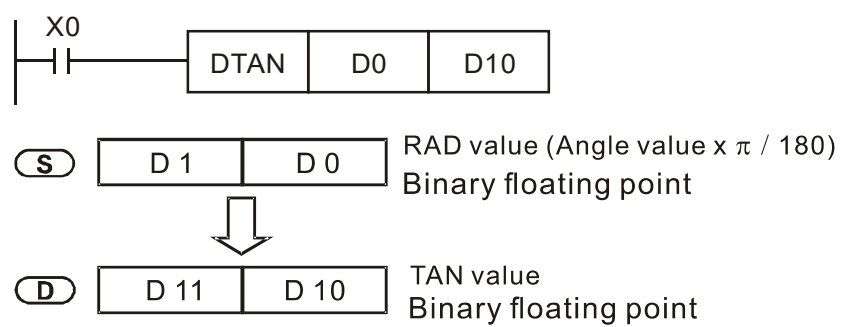 X0
DTAN D0 D10
S D 1 D 0 RAD value (Angle value x π / 180)
Binary floating point
D D 11 D 10 TAN value
Binary floating point